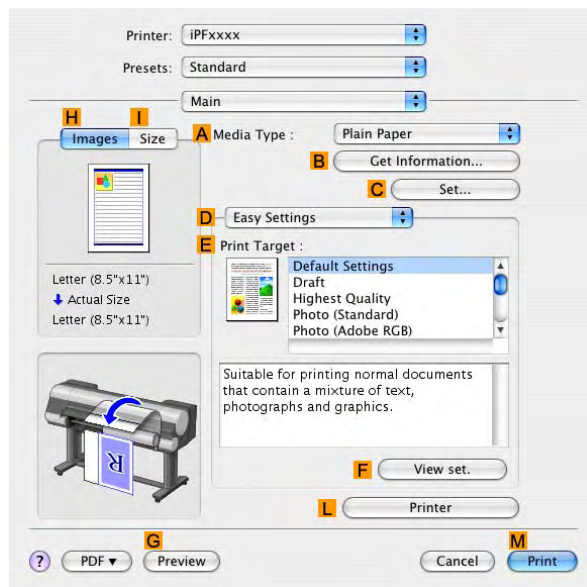 Printer: iPFxxxx
Presets: Standard
Main
H I
Images Size
A Media Type : Plain Paper
B Get Information...
C Set...
D Easy Settings
E Print Target :
Default Settings
Draft
Highest Quality
Photo (Standard)
Photo (Adobe RGB)
Letter (8.5"x11")
Actual Size
Letter (8.5"x11")
Suitable for printing normal documents
that contain a mixture of text,
photographs and graphics.
R
F View set.
L Printer
G M
? PDF Preview Cancel Print